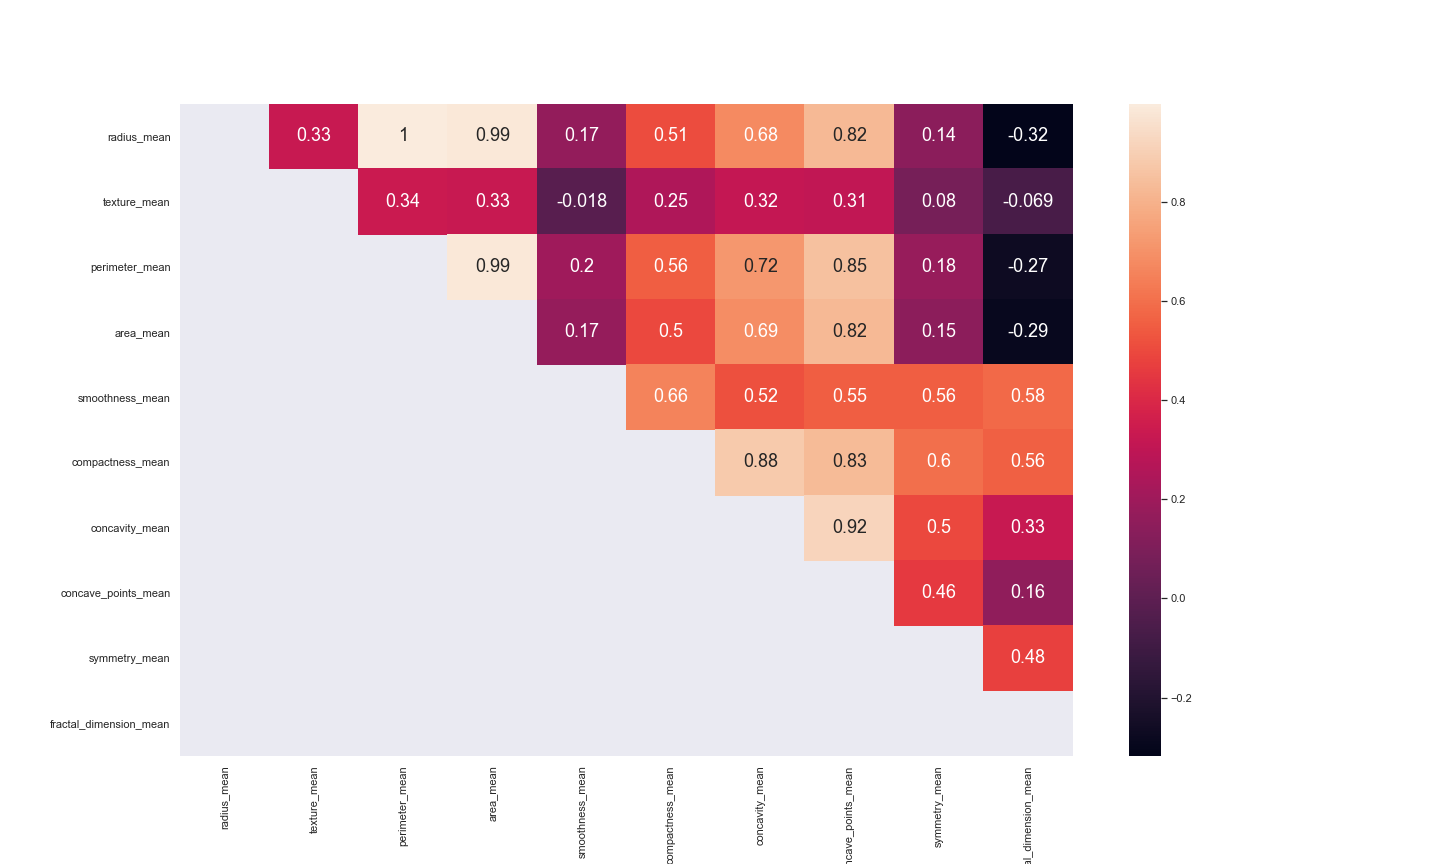 radius_mean 0.33 1 0.99 0.17 0.51 0.68 0.82 0.14 -0.32
texture_mean 0.34 0.33 -0.018 0.25 0.32 0.31 0.08 -0.069
perimeter_mean 0.99 0.2 0.56 0.72 0.85 0.18 -0.27
area_mean 0.17 0.5 0.69 0.82 0.15 -0.29
smoothness_mean 0.66 0.52 0.55 0.56 0.58
compactness_mean 0.88 0.83 0.6 0.56
concavity_mean 0.92 0.5 0.33
concave_points_mean 0.46 0.16
symmetry_mean 0.48
fractal_dimension_mean
radius_mean
texture_mean
perimeter_mean
area_mean
smoothness_mean
compactness_mean
concavity_mean
ncave_points_mean
symmetry_mean
al_dimension_mean
0.8
0.6
0.4
0.2
0.0
−0.2